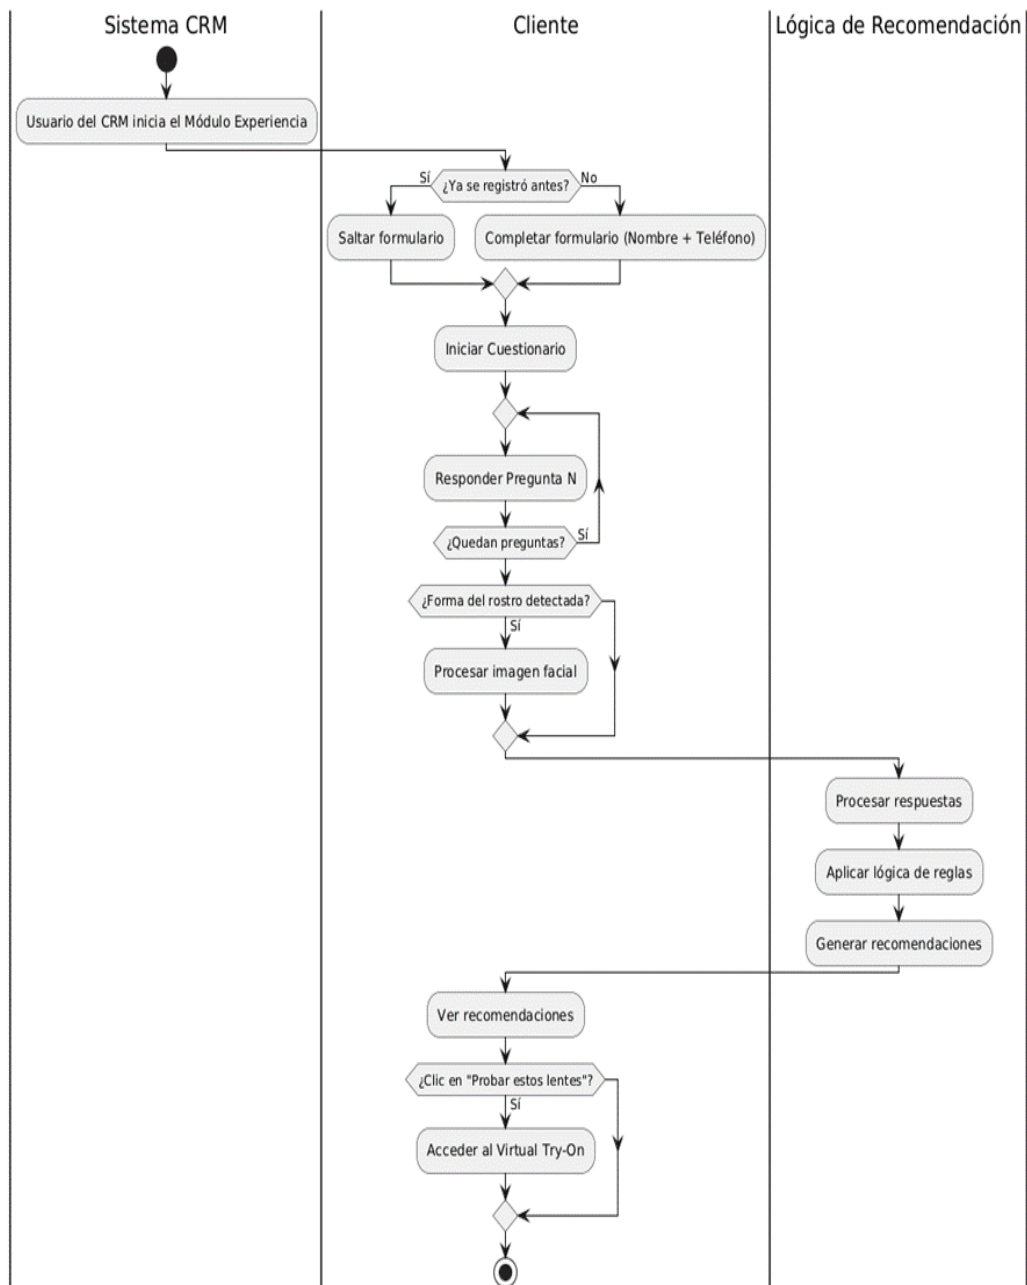 Sistema CRM
Cliente
Lógica de Recomendación
Usuario del CRM inicia el Módulo Experiencia
¿Ya se registró antes?
Sí
No
Saltar formulario
Completar formulario (Nombre + Teléfono)
Iniciar Cuestionario
Responder Pregunta N
¿Quedan preguntas?
Sí
¿Forma del rostro detectada?
Sí
Procesar imagen facial
Procesar respuestas
Aplicar lógica de reglas
Generar recomendaciones
Ver recomendaciones
¿Clic en "Probar estos lentes"?
Sí
Acceder al Virtual Try-On